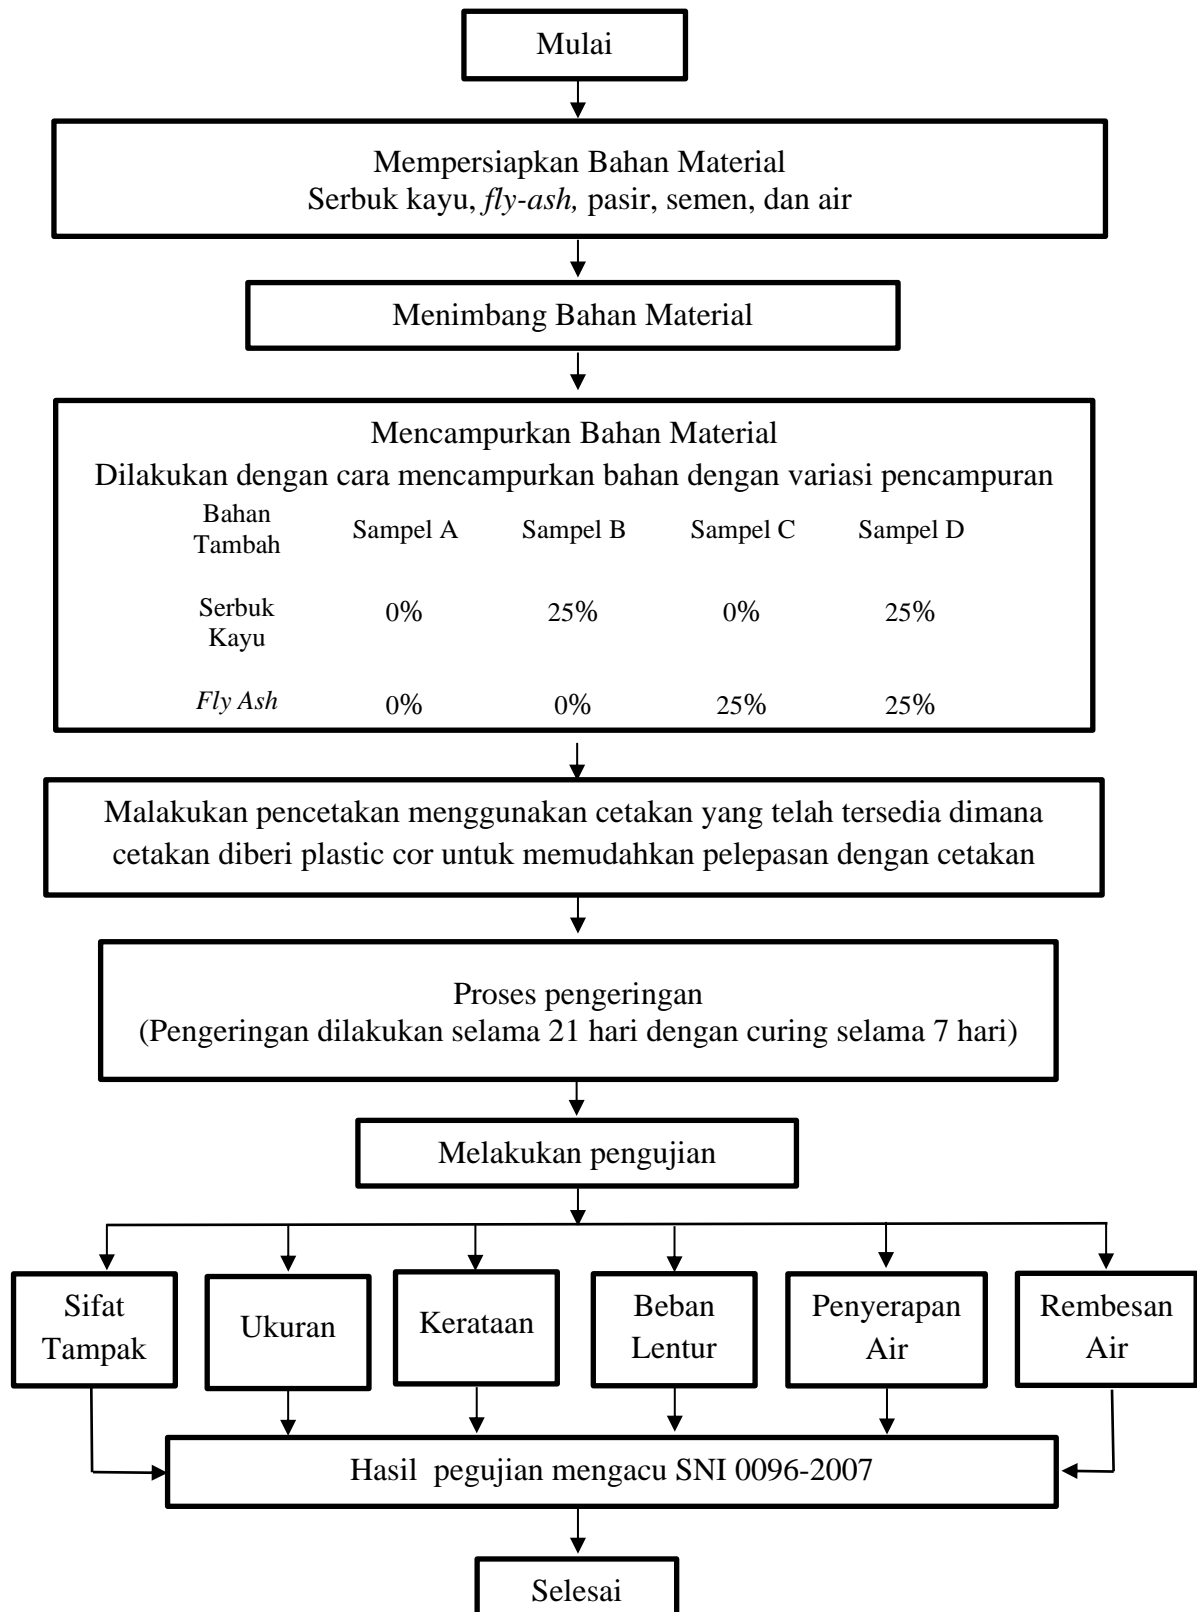 Mulai
Mempersiapkan Bahan Material
Serbuk kayu, fly-ash, pasir, semen, dan air
Menimbang Bahan Material
Mencampurkan Bahan Material
Dilakukan dengan cara mencampurkan bahan dengan variasi pencampuran
Bahan
Tambah
Sampel A
Sampel B
Sampel C
Sampel D
Serbuk
Kayu
0%
25%
0%
25%
Fly Ash
0%
0%
25%
25%
Malakukan pencetakan menggunakan cetakan yang telah tersedia dimana
cetakan diberi plastic cor untuk memudahkan pelepasan dengan cetakan
Proses pengeringan
(Pengeringan dilakukan selama 21 hari dengan curing selama 7 hari)
Melakukan pengujian
Sifat
Tampak
Ukuran
Kerataan
Beban
Lentur
Penyerapan
Air
Rembesan
Air
Hasil pegujian mengacu SNI 0096-2007
Selesai